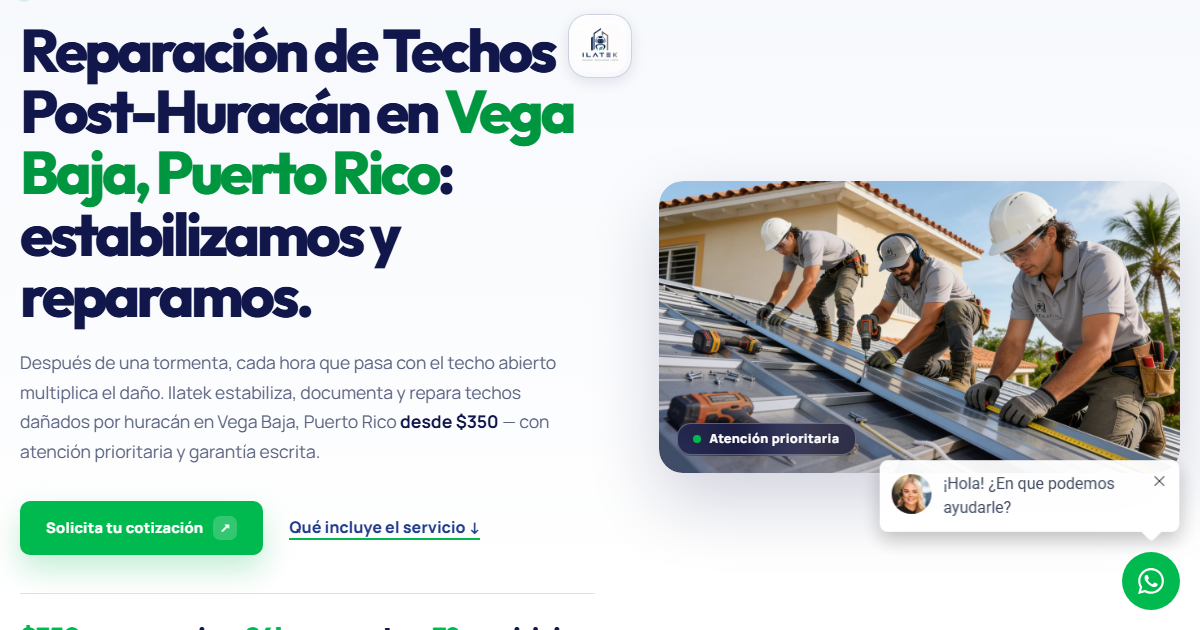 Reparación de Techos
Post-Huracán en Vega
Baja, Puerto Rico:
estabilizamos y
reparamos.
ILATEK
Después de una tormenta, cada hora que pasa con el techo abierto
multiplica el daño. Ilatek estabiliza, documenta y repara techos
dañados por huracán en Vega Baja, Puerto Rico desde $350 — con
atención prioritaria y garantía escrita.
Solicita tu cotización ↗
Qué incluye el servicio ↓
Atención prioritaria
¡Hola! ¿En que podemos
ayudarle?